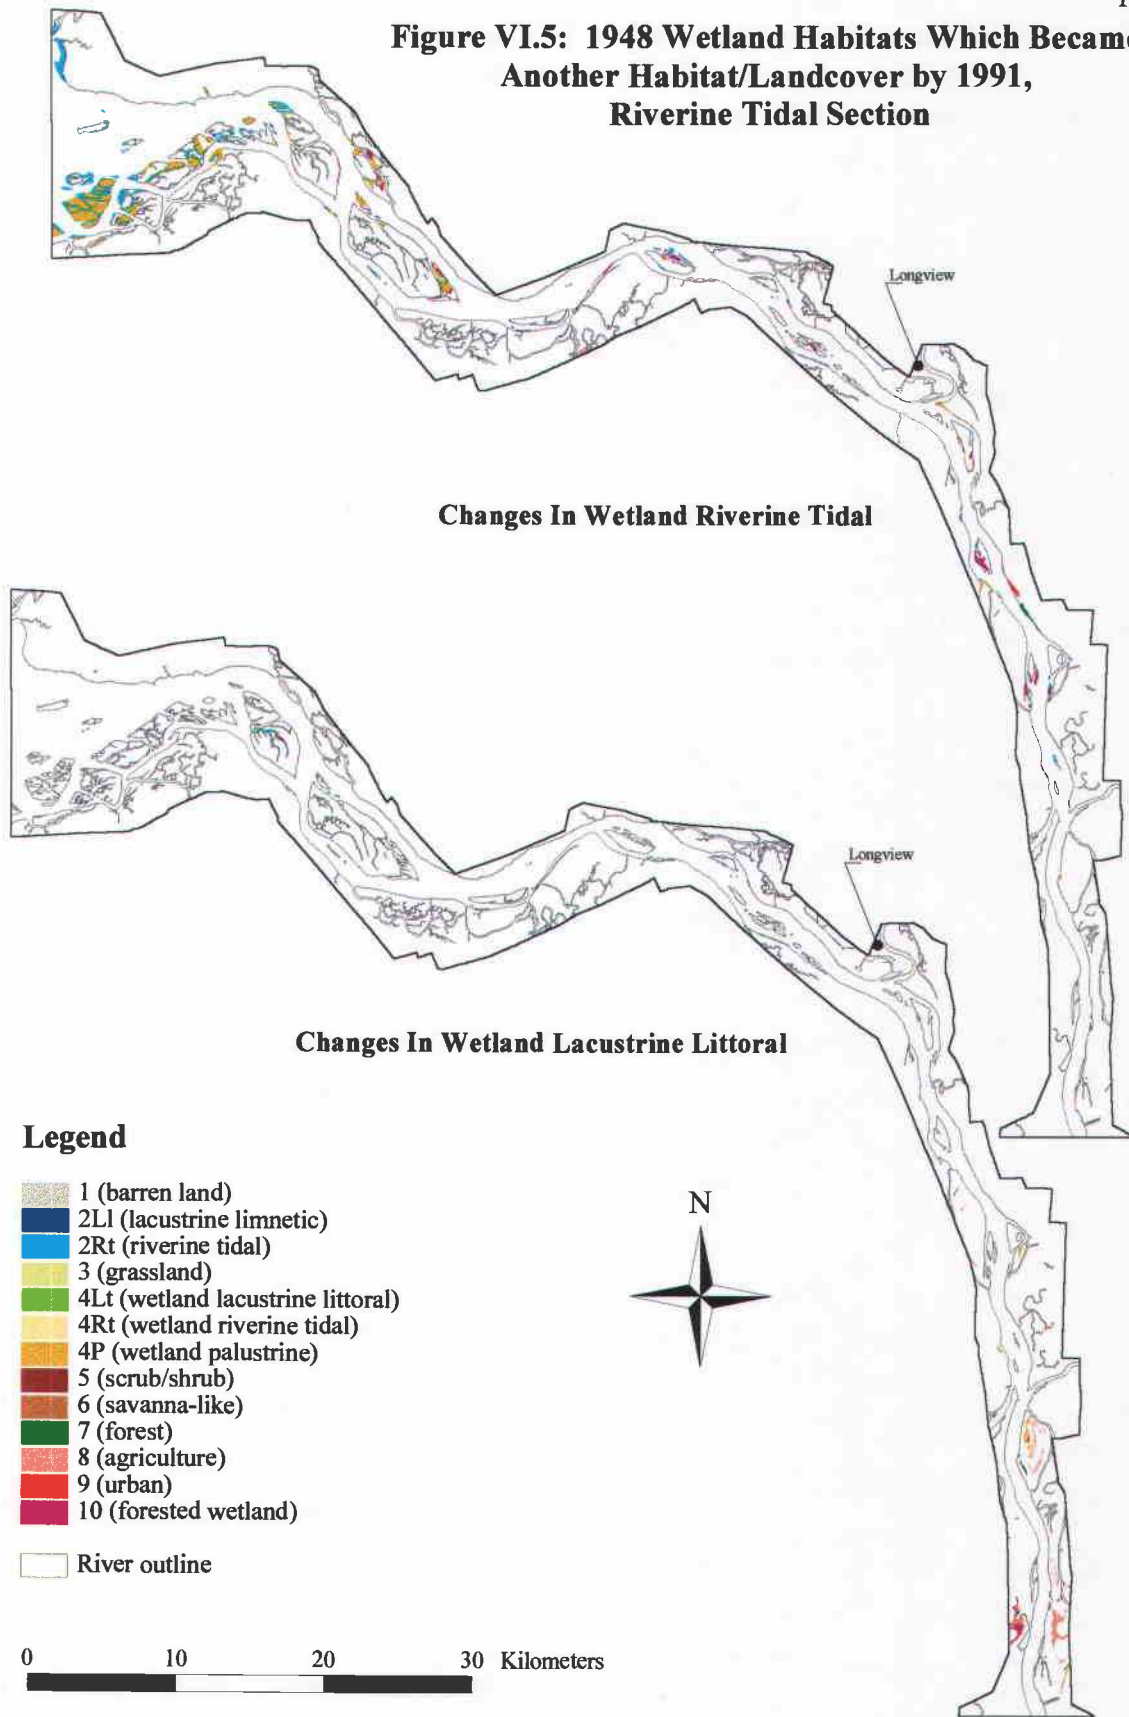 Figure VI.5: 1948 Wetland Habitats Which Became
Another Habitat/Landcover by 1991,
Riverine Tidal Section
Longview
Changes In Wetland Riverine Tidal
Longview
Changes In Wetland Lacustrine Littoral
Legend
1 (barren land)
2Ll (lacustrine limnetic)
2Rt (riverine tidal)
3 (grassland)
4Lt (wetland lacustrine littoral)
4Rt (wetland riverine tidal)
4P (wetland palustrine)
5 (scrub/shrub)
6 (savanna-like)
7 (forest)
8 (agriculture)
9 (urban)
10 (forested wetland)
River outline
N
0 10 20 30 Kilometers